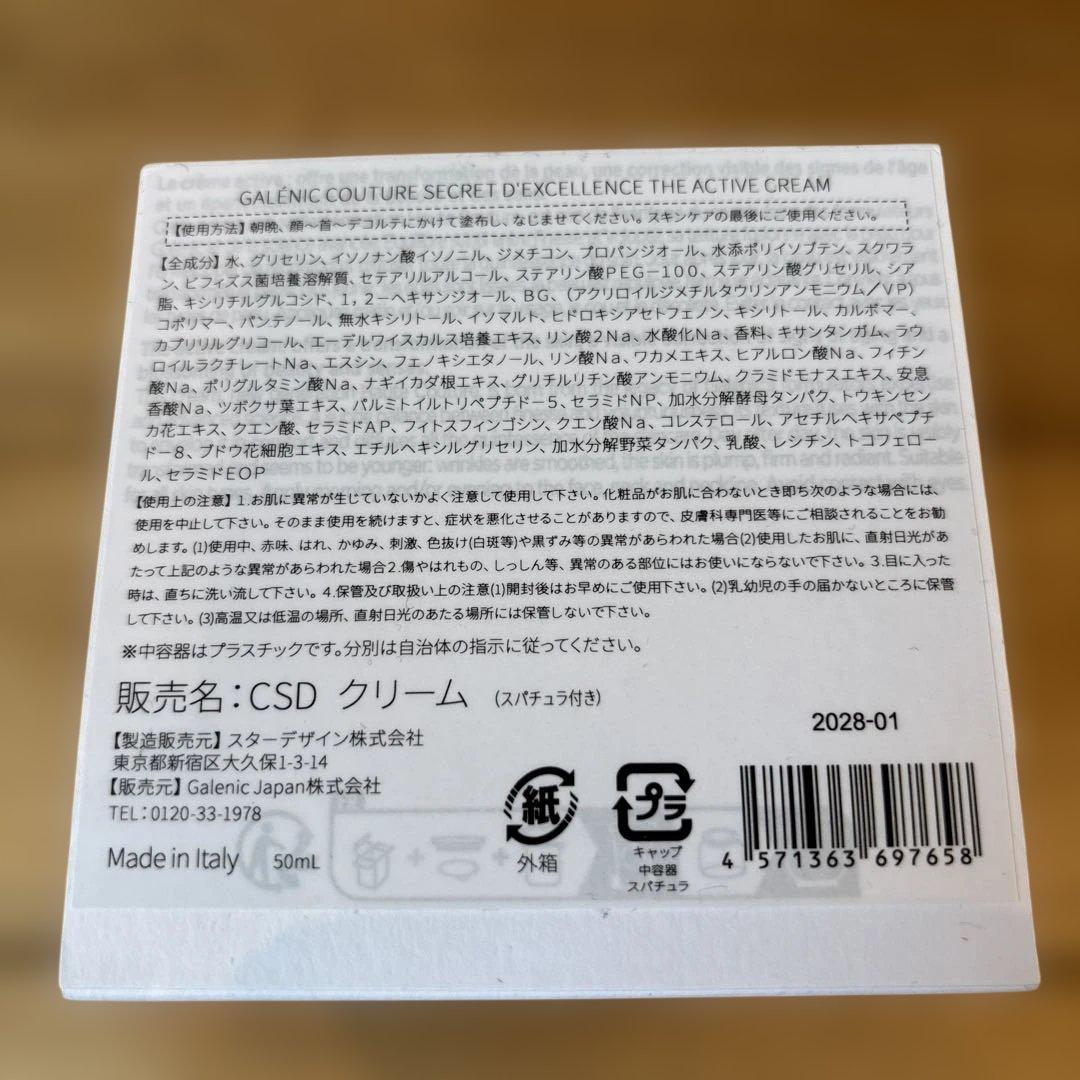 GALÉNIC COUTURE SECRET D'EXCELLENCE THE ACTIVE CREAM
【使用方法】朝晩、顔～首～デコルテにかけて塗布し、なじませてください。スキンケアの最後にご使用ください。
【全成分】水、グリセリン、イソノナン酸イソノニル、ジメチコン、プロパンジオール、水添ポリイソブテン、スクワラ
ン、ビフィズス菌培養溶解質、セテアリルアルコール、ステアリン酸PEG－100、ステアリン酸グリセリル、シア
脂、キシリチルグルコシド、1，2－ヘキサンジオール、BG、（アクリロイルジメチルタウリンアンモニウム／VP）
コポリマー、パンテノール、無水キシリトール、イソマルト、ヒドロキシアセトフェノン、キシリトール、カルボマー、
カプリリルグリコール、エーデルワイスカルス培養エキス、リン酸2Na、水酸化Na、香料、キサンタンガム、ラウ
ロイルラクチレートNa、エスシン、フェノキシエタノール、リン酸Na、ワカメエキス、ヒアルロン酸Na、フィチン
酸Na、ポリグルタミン酸Na、ナギイカダ根エキス、グリチルリチン酸アンモニウム、クラミドモナスエキス、安息
香酸Na、ツボクサ葉エキス、パルミトイルトリペプチド－5、セラミドNP、加水分解酵母タンパク、トウキンセン
カ花エキス、クエン酸、セラミドAP、フィトスフィンゴシン、クエン酸Na、コレステロール、アセチルヘキサペプチ
ド－8、ブドウ花細胞エキス、エチルヘキシルグリセリン、加水分解野菜タンパク、乳酸、レシチン、トコフェロー
ル、セラミドEOP
【使用上の注意】1.お肌に異常が生じていないかよく注意して使用して下さい。化粧品がお肌に合わないとき即ち次のような場合には、
使用を中止して下さい。そのまま使用を続けますと、症状を悪化させることがありますので、皮膚科専門医等にご相談されることをお勧
めします。(1)使用中、赤味、はれ、かゆみ、刺激、色抜け(白斑等)や黒ずみ等の異常があらわれた場合(2)使用したお肌に、直射日光があ
たって上記のような異常があらわれた場合2.傷やはれもの、しっしん等、異常のある部位にはお使いにならないで下さい。3.目に入った
時は、直ちに洗い流して下さい。4.保管及び取扱い上の注意(1)開封後はお早めにご使用下さい。(2)乳幼児の手の届かないところに保管
して下さい。(3)高温又は低温の場所、直射日光のあたる場所には保管しないで下さい。
※中容器はプラスチックです。分別は自治体の指示に従ってください。
販売名：CSD クリーム （スパチュラ付き）
2028-01
【製造販売元】スターデザイン株式会社
東京都新宿区大久保1-3-14
【販売元】Galenic Japan株式会社
TEL：0120-33-1978
Made in Italy 50mL
紙
外箱
プラ
キャップ
中容器
スパチュラ
4 571363 697658